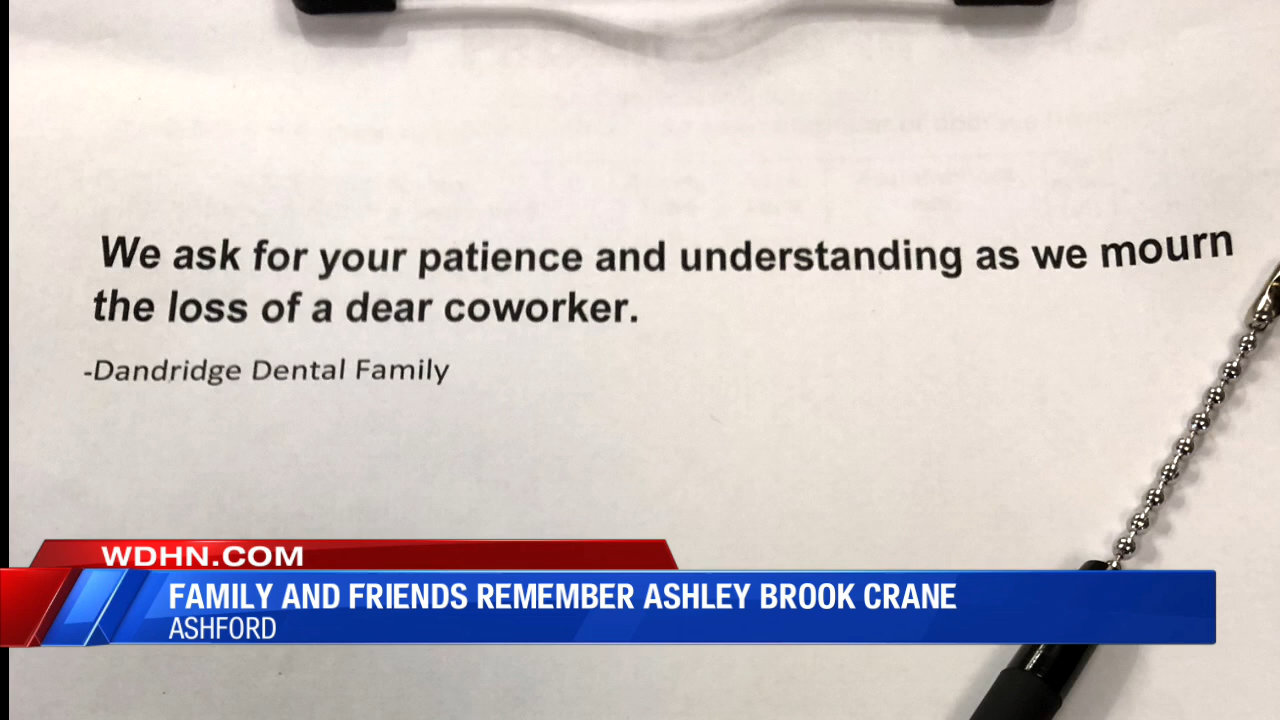 We ask for your patience and understanding as we mourn
the loss of a dear coworker.
-Dandridge Dental Family
WDHN.COM
FAMILY AND FRIENDS REMEMBER ASHLEY BROOK CRANE
ASHFORD